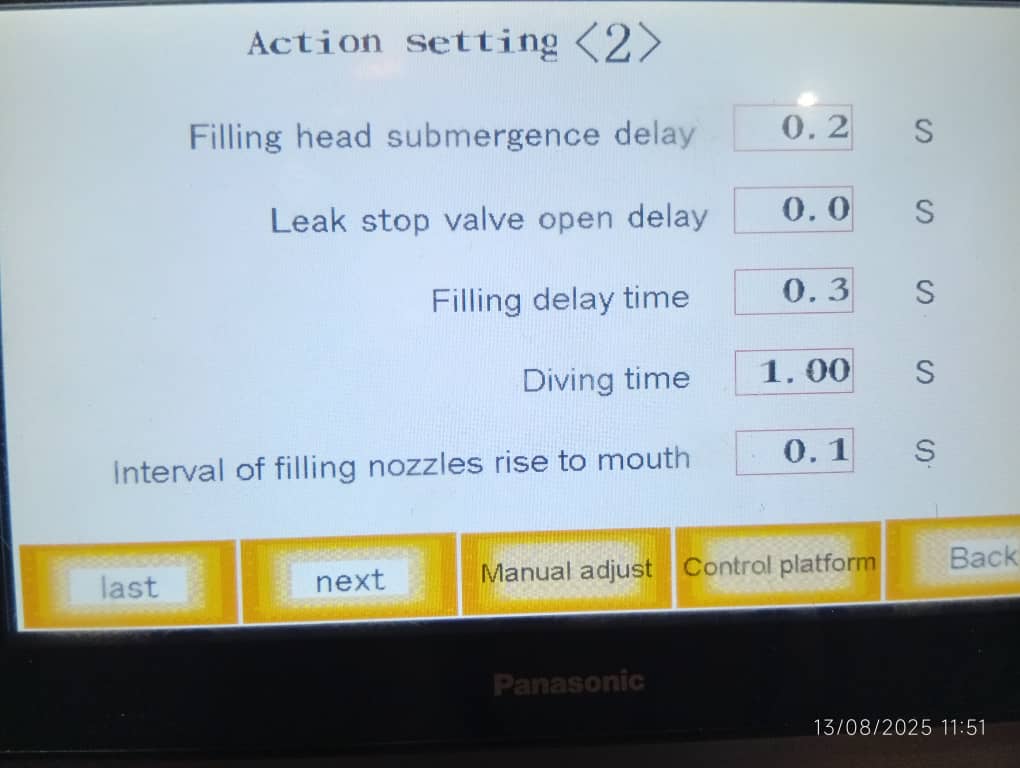 Action setting <2>
Filling head submergence delay 0.2 S
Leak stop valve open delay 0.0 S
Filling delay time 0.3 S
Diving time 1.00 S
Interval of filling nozzles rise to mouth 0.1 S
last next Manual adjust Control platform Back
Panasonic
13/08/2025 11:51